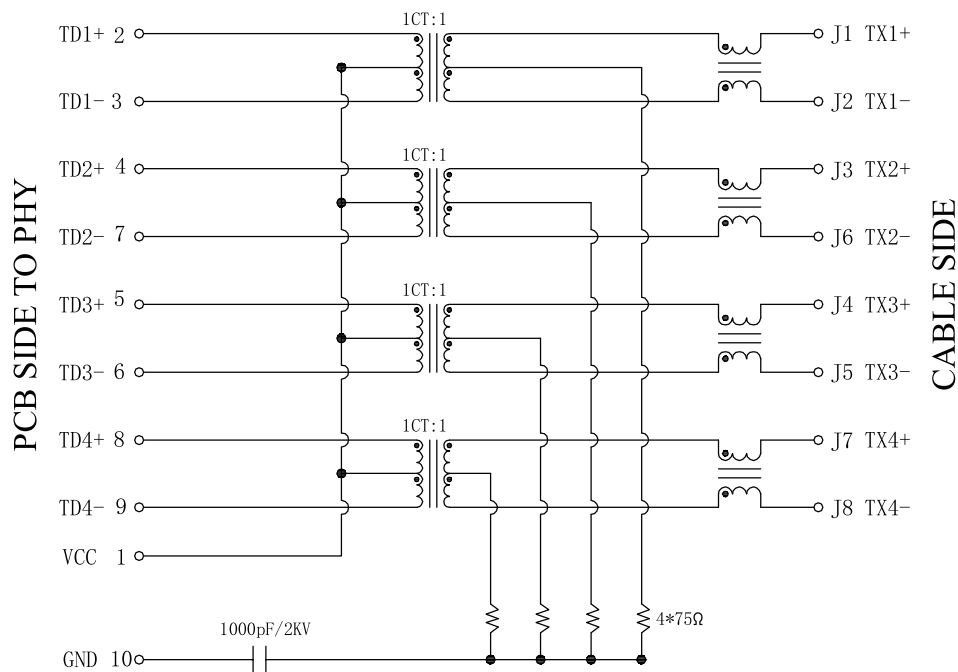 PCB SIDE TO PHY
CABLE SIDE
1CT:1
TD1+ 2
J1 TX1+
TD1- 3
J2 TX1-
1CT:1
TD2+ 4
J3 TX2+
TD2- 7
J6 TX2-
1CT:1
TD3+ 5
J4 TX3+
TD3- 6
J5 TX3-
1CT:1
TD4+ 8
J7 TX4+
TD4- 9
J8 TX4-
VCC 1
4*75Ω
1000pF/2KV
GND 10